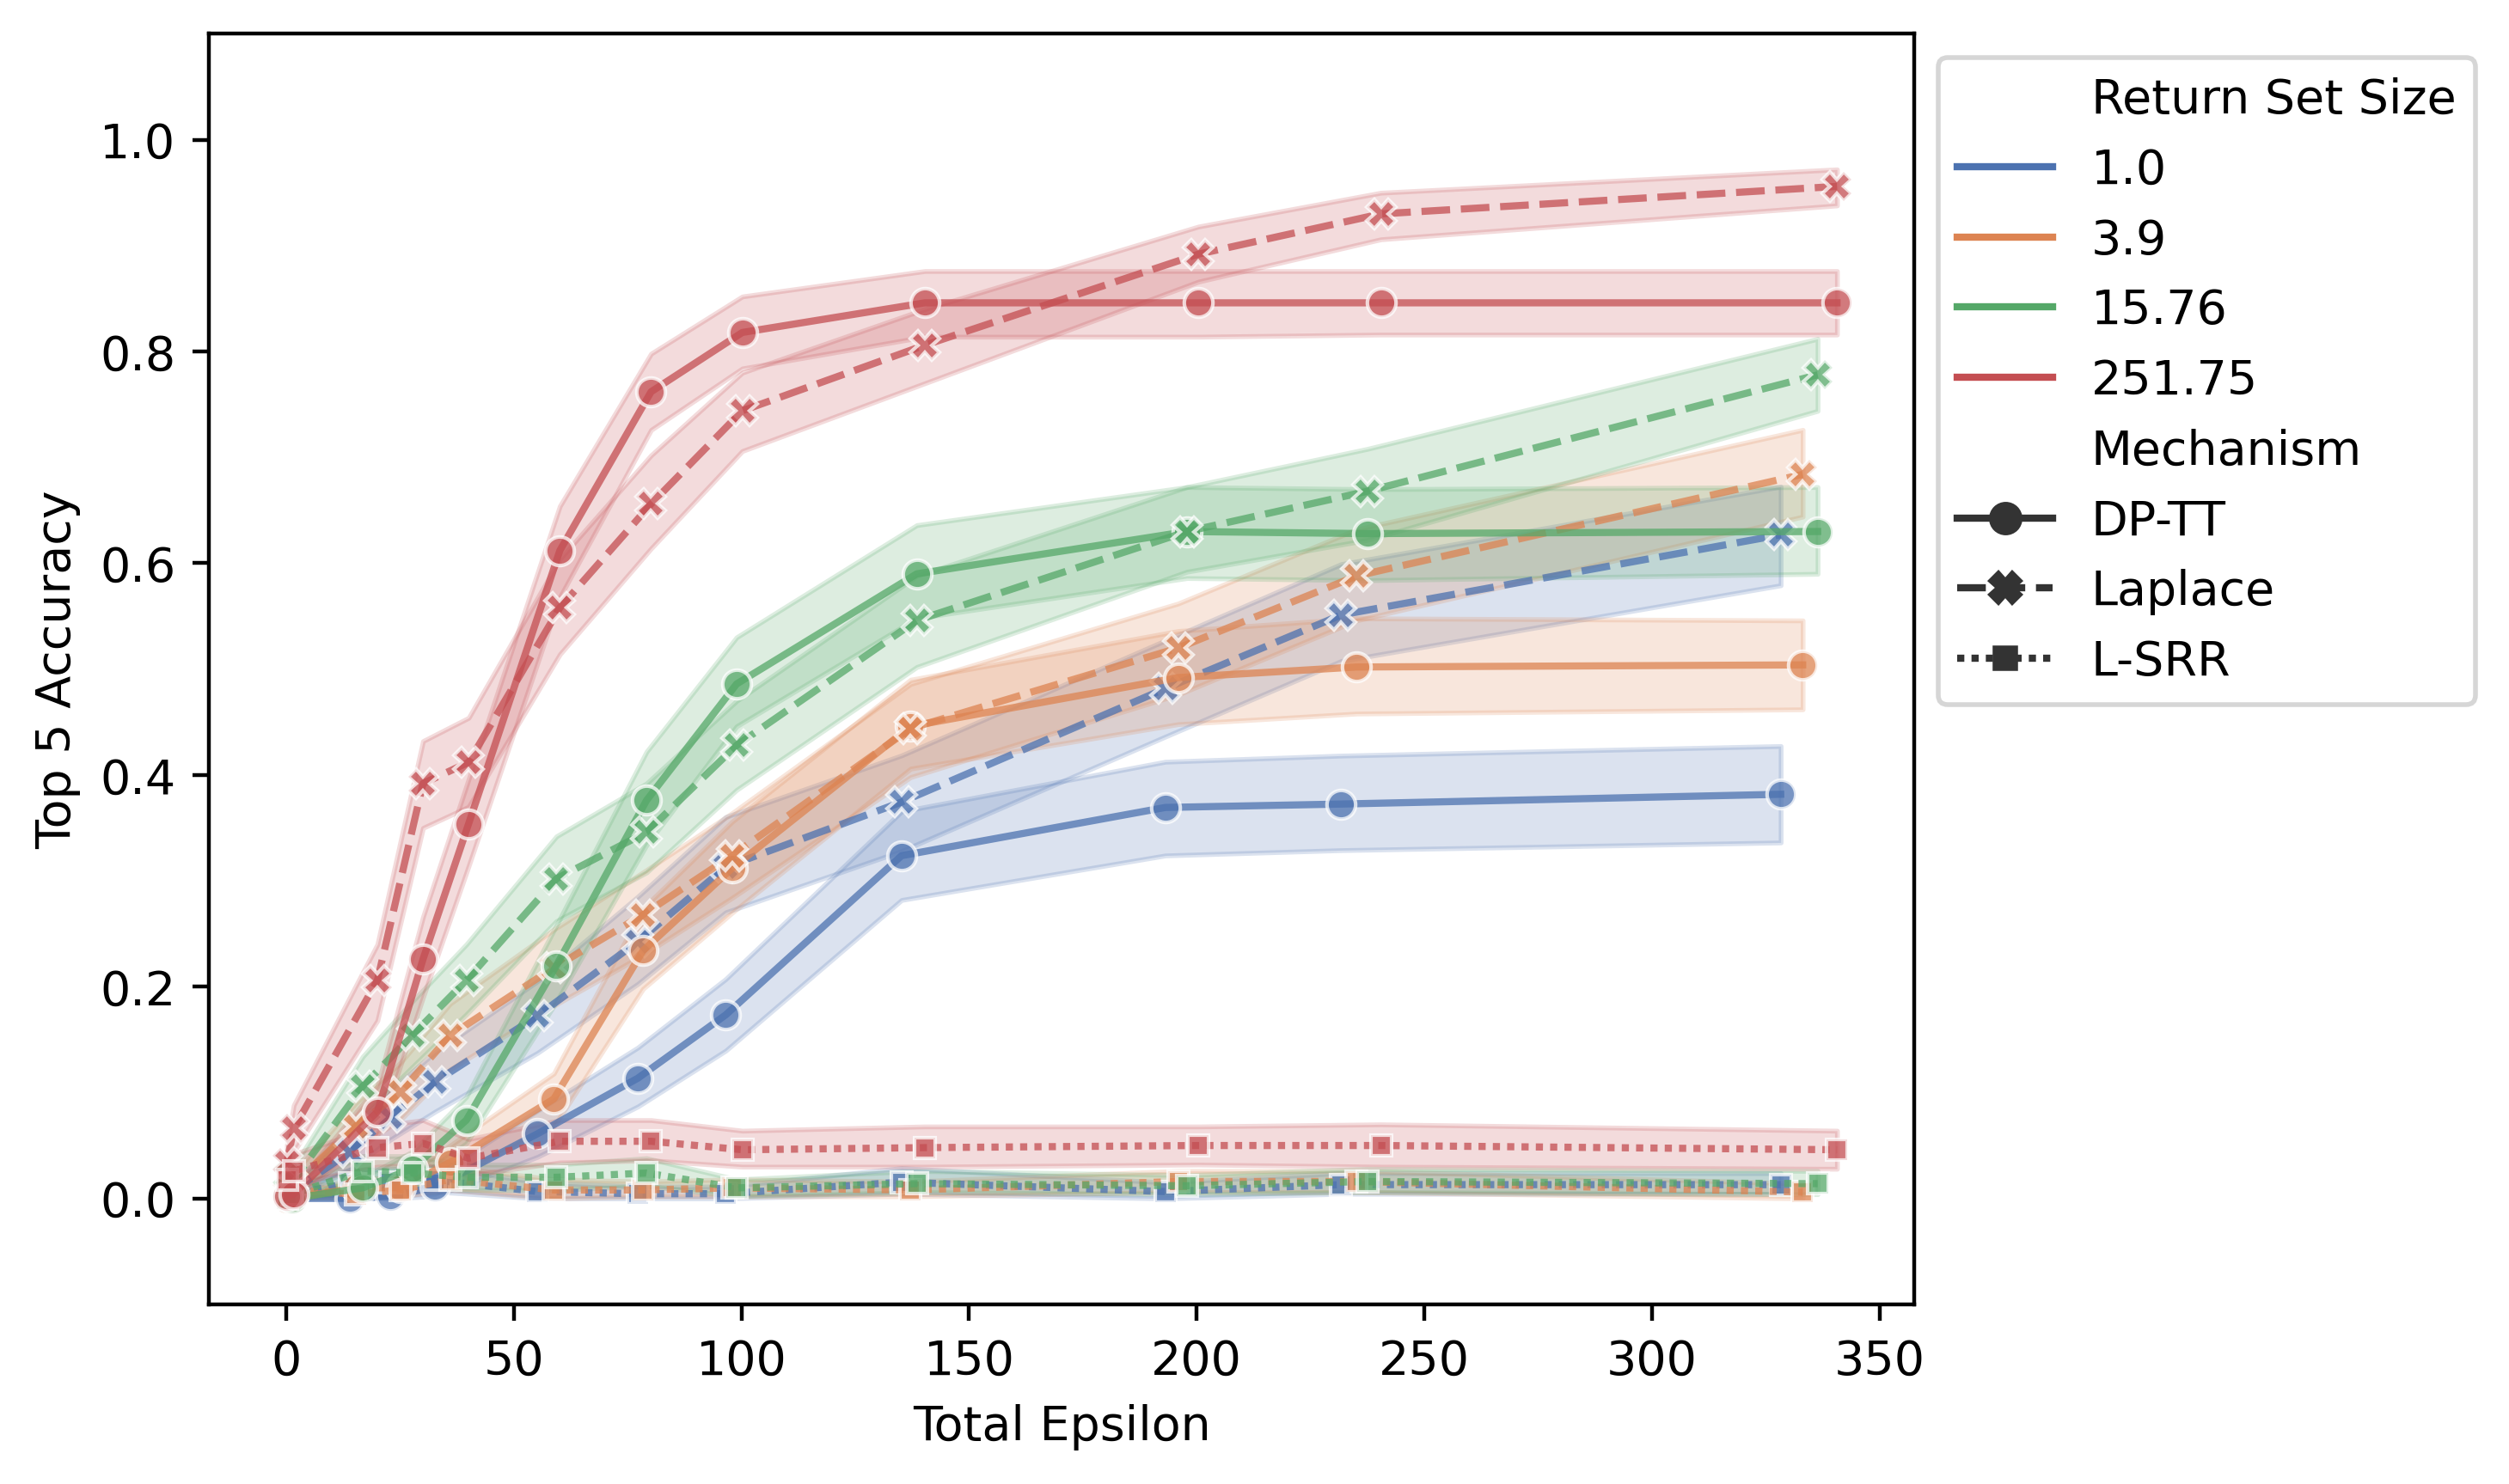 Top 5 Accuracy
1.0
0.8
0.6
0.4
0.2
0.0
0 50 100 150 200 250 300 350
Total Epsilon
Return Set Size
1.0
3.9
15.76
251.75
Mechanism
DP-TT
Laplace
L-SRR